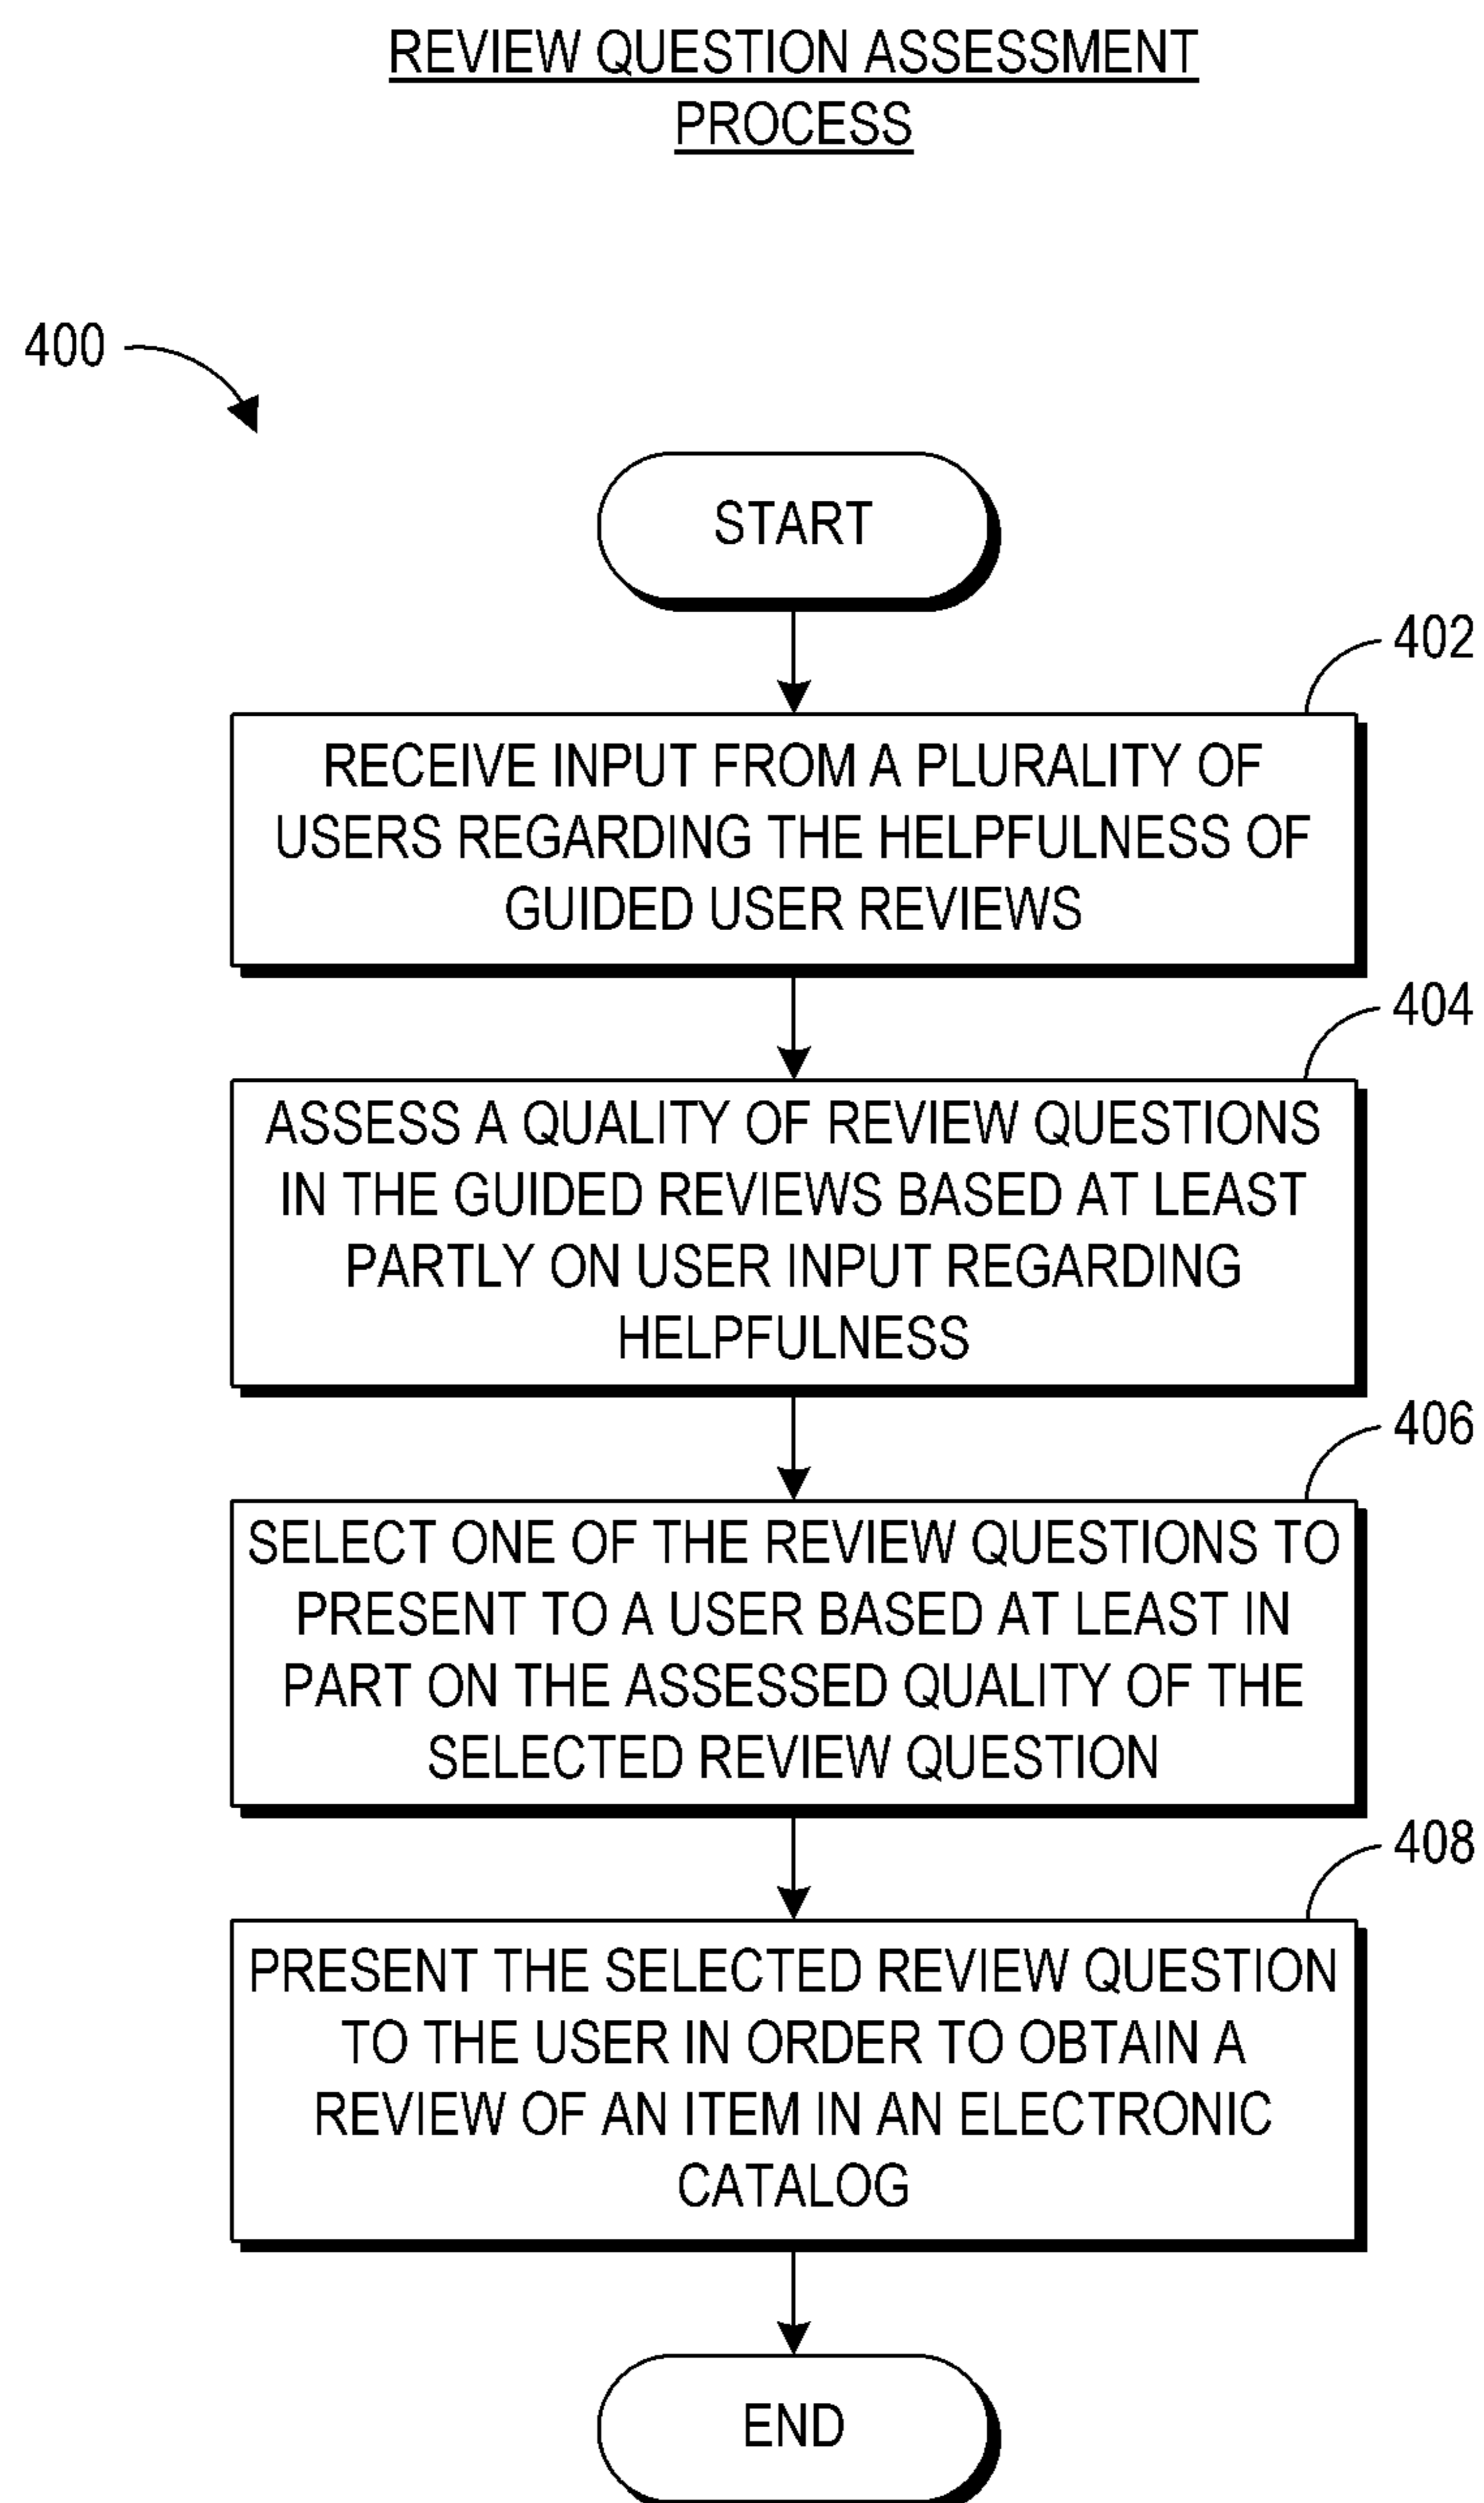 REVIEW QUESTION ASSESSMENT
PROCESS
400
START
402
RECEIVE INPUT FROM A PLURALITY OF
USERS REGARDING THE HELPFULNESS OF
GUIDED USER REVIEWS
404
ASSESS A QUALITY OF REVIEW QUESTIONS
IN THE GUIDED REVIEWS BASED AT LEAST
PARTLY ON USER INPUT REGARDING
HELPFULNESS
406
SELECT ONE OF THE REVIEW QUESTIONS TO
PRESENT TO A USER BASED AT LEAST IN
PART ON THE ASSESSED QUALITY OF THE
SELECTED REVIEW QUESTION
408
PRESENT THE SELECTED REVIEW QUESTION
TO THE USER IN ORDER TO OBTAIN A
REVIEW OF AN ITEM IN AN ELECTRONIC
CATALOG
END